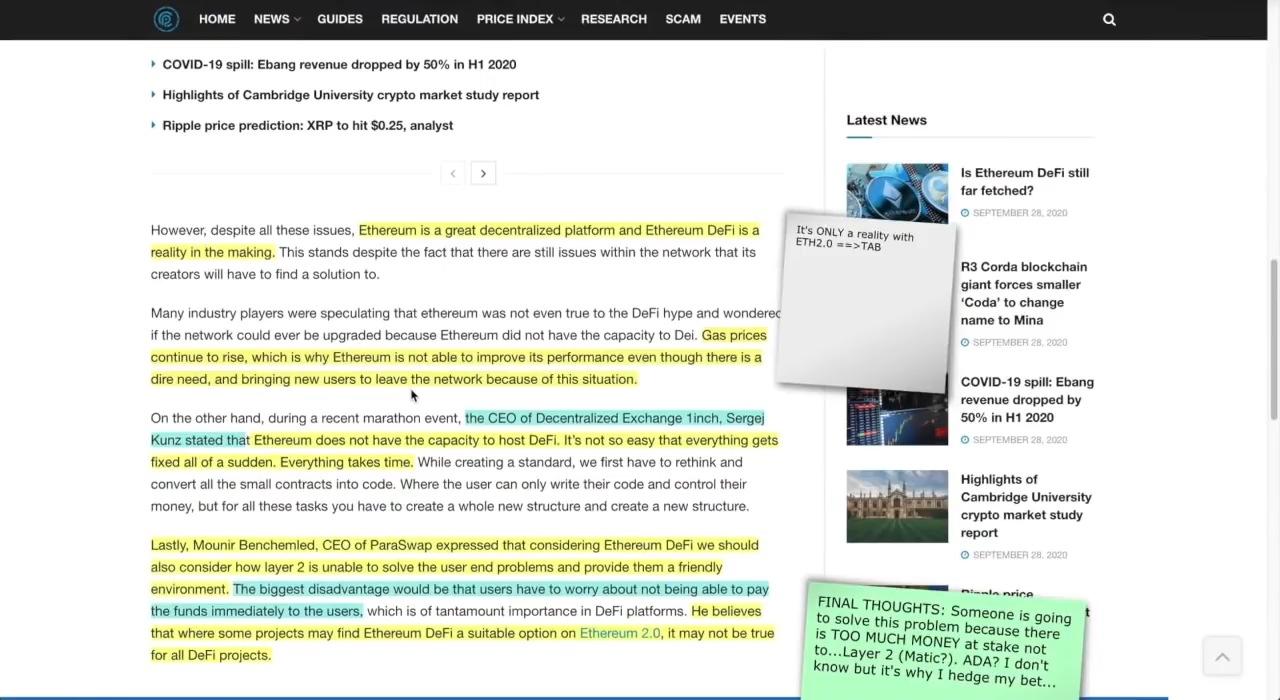 HOME NEWS GUIDES REGULATION PRICE INDEX RESEARCH SCAM EVENTS
COVID-19 spill: Ebang revenue dropped by 50% in H1 2020
Highlights of Cambridge University crypto market study report
Ripple price prediction: XRP to hit $0.25, analyst
However, despite all these issues, Ethereum is a great decentralized platform and Ethereum DeFi is a
reality in the making. This stands despite the fact that there are still issues within the network that its
creators will have to find a solution to.
Many industry players were speculating that ethereum was not even true to the DeFi hype and wondered
if the network could ever be upgraded because Ethereum did not have the capacity to Dei. Gas prices
continue to rise, which is why Ethereum is not able to improve its performance even though there is a
dire need, and bringing new users to leave the network because of this situation.
On the other hand, during a recent marathon event, the CEO of Decentralized Exchange 1inch, Sergej
Kunz stated that Ethereum does not have the capacity to host DeFi. It's not so easy that everything gets
fixed all of a sudden. Everything takes time. While creating a standard, we first have to rethink and
convert all the small contracts into code. Where the user can only write their code and control their
money, but for all these tasks you have to create a whole new structure and create a new structure.
Lastly, Mounir Benchemled, CEO of ParaSwap expressed that considering Ethereum DeFi we should
also consider how layer 2 is unable to solve the user end problems and provide them a friendly
environment. The biggest disadvantage would be that users have to worry about not being able to pay
the funds immediately to the users, which is of tantamount importance in DeFi platforms. He believes
that where some projects may find Ethereum DeFi a suitable option on Ethereum 2.0, it may not be true
for all DeFi projects.
Latest News
Is Ethereum DeFi still
far fetched?
SEPTEMBER 28, 2020
It's ONLY a reality with
ETH2.0 ==>TAB
R3 Corda blockchain
giant forces smaller
'Coda' to change
name to Mina
SEPTEMBER 28, 2020
COVID-19 spill: Ebang
revenue dropped by
50% in H1 2020
SEPTEMBER 28, 2020
Highlights of
Cambridge University
crypto market study
report
SEPTEMBER 28, 2020
Ripple price
FINAL THOUGHTS: Someone is going
to solve this problem because there
is TOO MUCH MONEY at stake not
to...Layer 2 (Matic?). ADA? I don't
know but it's why I hedge my bet...